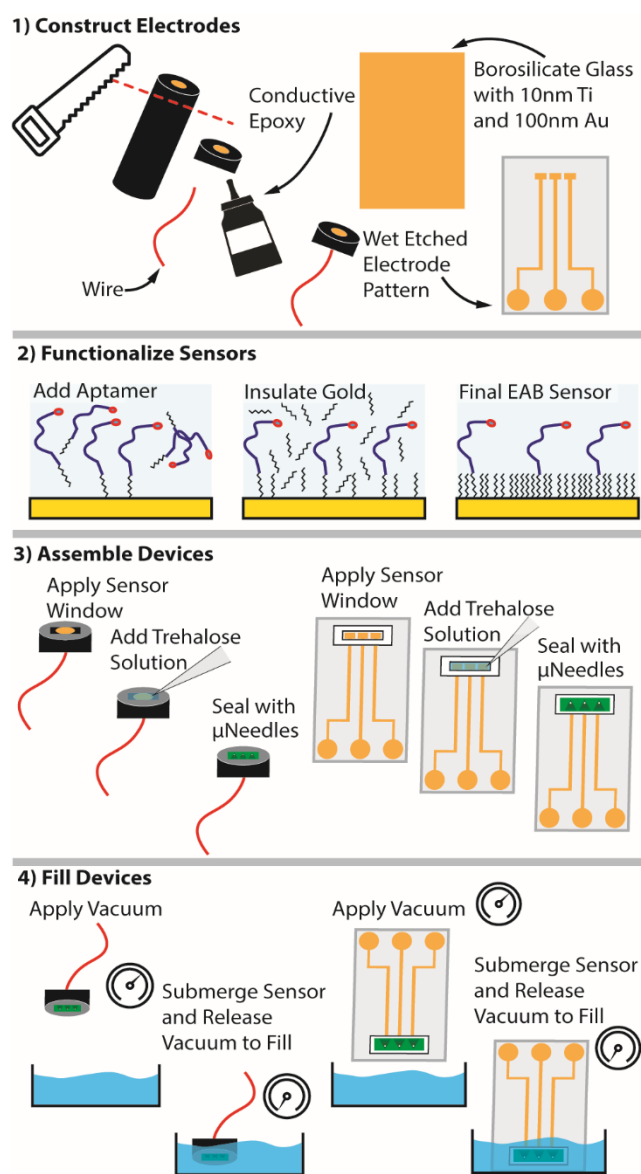 1) Construct Electrodes
Conductive
Epoxy
Borosilicate Glass
with 10nm Ti
and 100nm Au
Wire
Wet Etched
Electrode
Pattern
2) Functionalize Sensors
Add Aptamer
Insulate Gold
Final EAB Sensor
3) Assemble Devices
Apply Sensor
Window
Add Trehalose
Solution
Seal with
µNeedles
Apply Sensor
Window
Add Trehalose
Solution
Seal with
µNeedles
4) Fill Devices
Apply Vacuum
Submerge Sensor
and Release
Vacuum to Fill
Apply Vacuum
Submerge Sensor
and Release
Vacuum to Fill